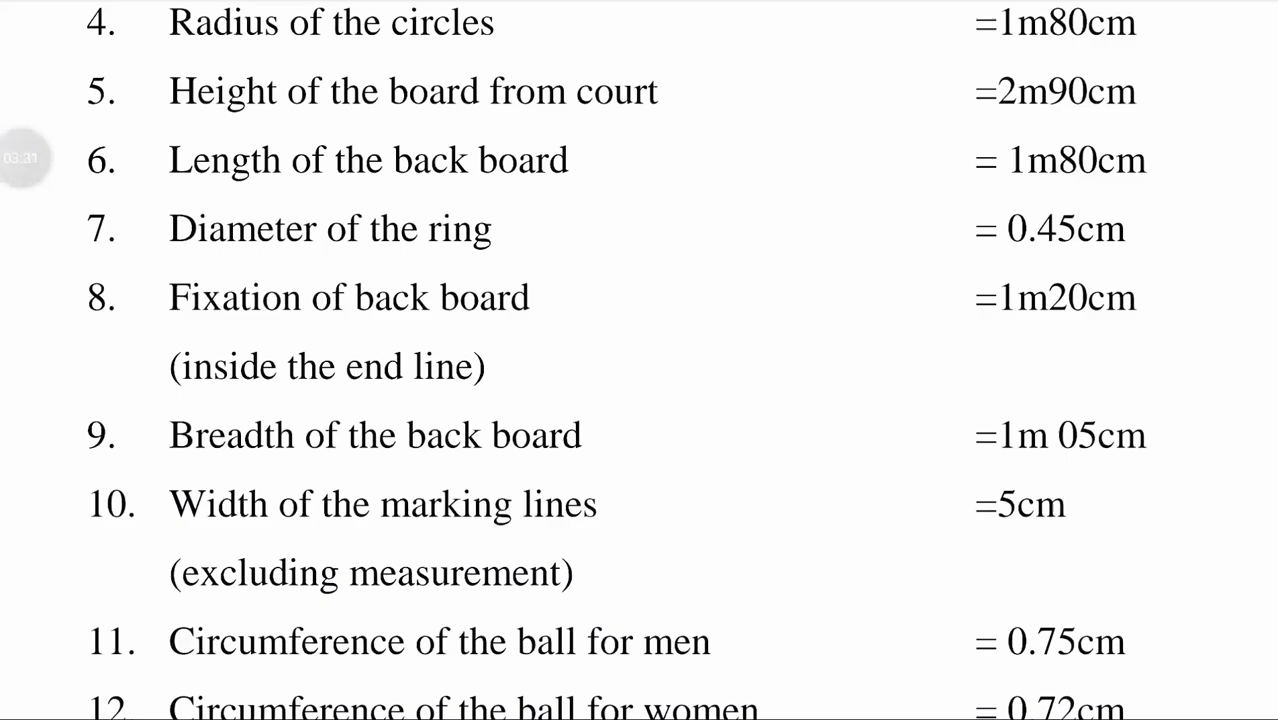 4. Radius of the circles =1m80cm
5. Height of the board from court =2m90cm
03:31
6. Length of the back board = 1m80cm
7. Diameter of the ring = 0.45cm
8. Fixation of back board =1m20cm
(inside the end line)
9. Breadth of the back board =1m 05cm
10. Width of the marking lines =5cm
(excluding measurement)
11. Circumference of the ball for men = 0.75cm
12. Circumference of the ball for women = 0.72cm